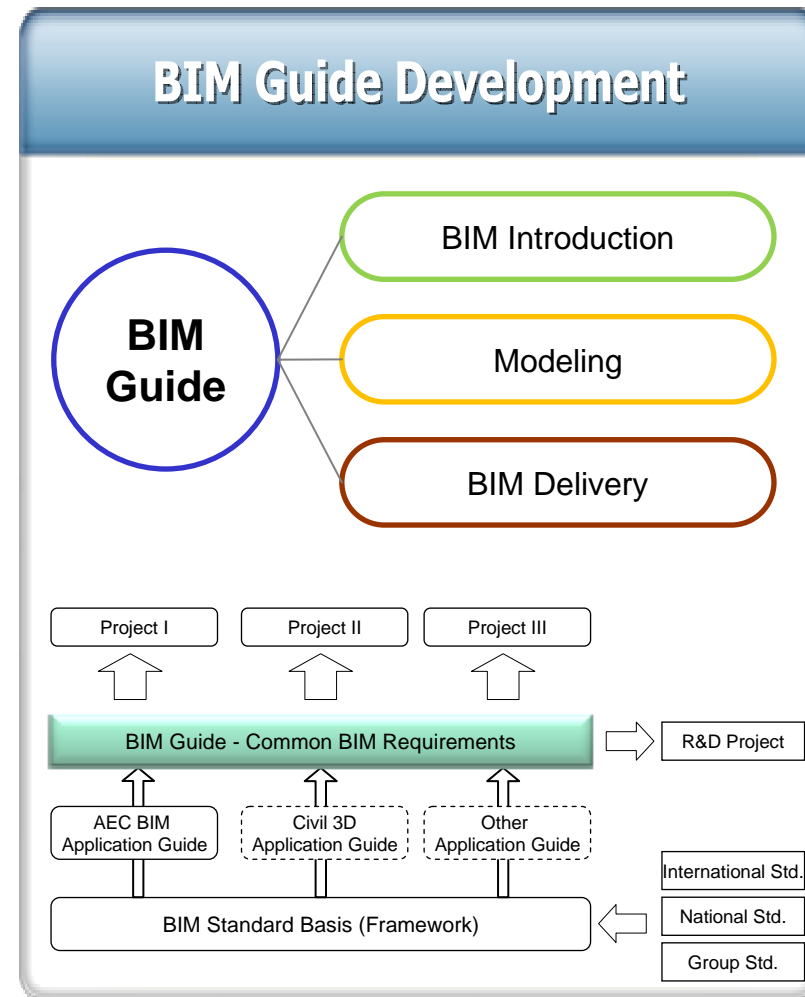 BIM Guide Development
BIM
Guide
BIM Introduction
Modeling
BIM Delivery
Project I
Project II
Project III
BIM Guide - Common BIM Requirements
R&D Project
AEC BIM
Application Guide
Civil 3D
Application Guide
Other
Application Guide
BIM Standard Basis (Framework)
International Std.
National Std.
Group Std.